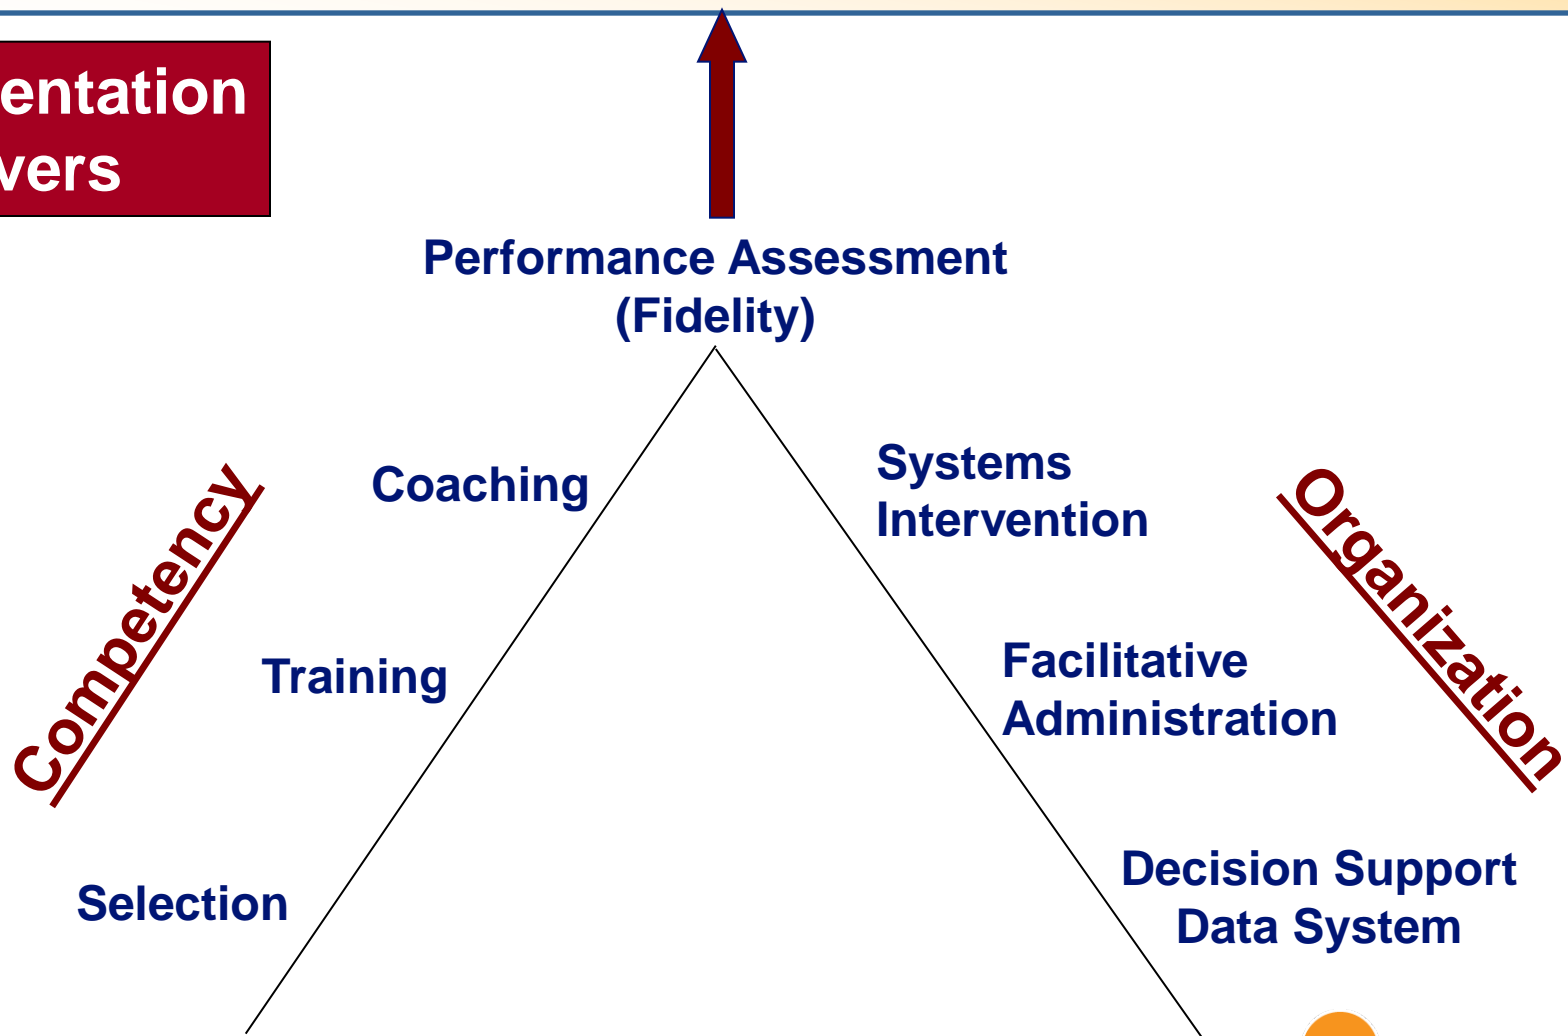 entation
vers
Performance Assessment
(Fidelity)
Coaching
Systems
Intervention
Competency
Organization
Training
Facilitative
Administration
Selection
Decision Support
Data System